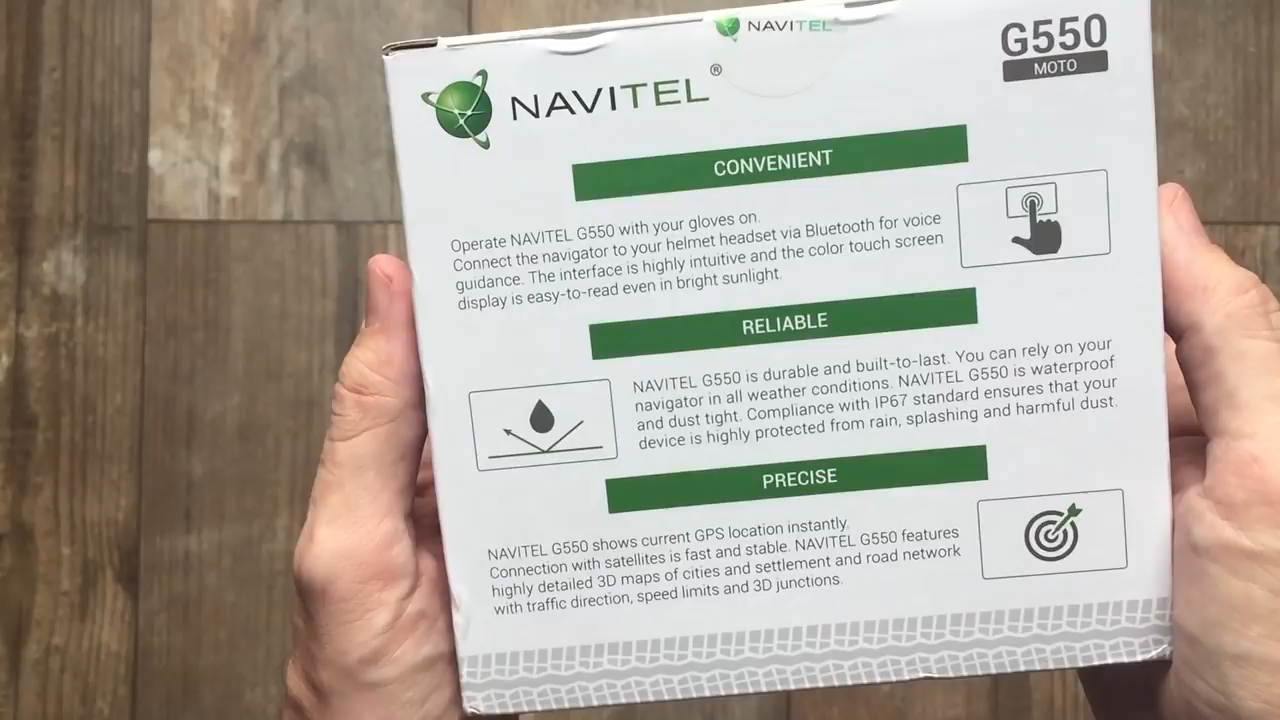 NAVITEL
G550
MOTO
NAVITEL®
CONVENIENT
Operate NAVITEL G550 with your gloves on.
Connect the navigator to your helmet headset via Bluetooth for voice
guidance. The interface is highly intuitive and the color touch screen
display is easy-to-read even in bright sunlight.
RELIABLE
NAVITEL G550 is durable and built-to-last. You can rely on your
navigator in all weather conditions. NAVITEL G550 is waterproof
and dust tight. Compliance with IP67 standard ensures that your
device is highly protected from rain, splashing and harmful dust.
PRECISE
NAVITEL G550 shows current GPS location instantly.
Connection with satellites is fast and stable. NAVITEL G550 features
highly detailed 3D maps of cities and settlement and road network
with traffic direction, speed limits and 3D junctions.